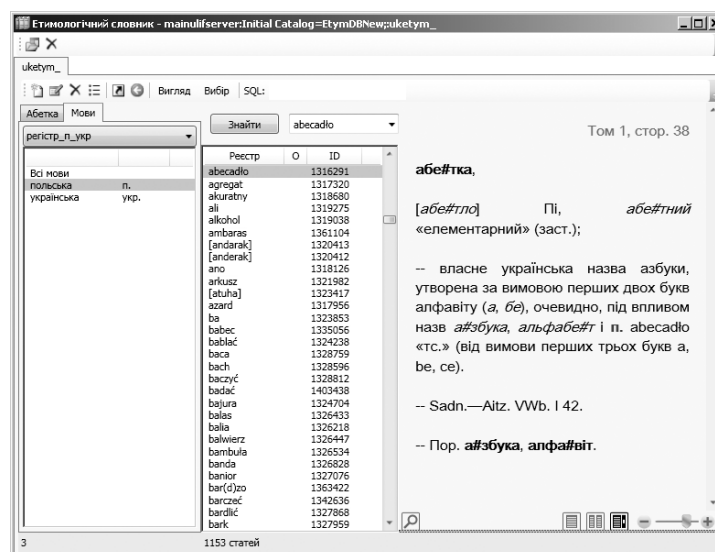 Етимологічний словник - mainulifserver:Initial Catalog=EtymDBNew;;uketym_
uketym_
Вигляд Вибір SQL:
Абетка Мови
регістр_п_укр
Всі мови
польська п.
українська укр.
Знайти abecadło
Реєстр О ID
abecadło 1316291
agregat 1317320
akuratny 1318680
ali 1319275
alkohol 1319038
ambaras 1361104
[andarak] 1320413
[anderak] 1320412
ano 1318126
arkusz 1321982
[atuha] 1323417
azard 1317956
ba 1323853
babec 1335056
bablać 1324238
baca 1328759
bach 1328596
baczyć 1328812
badać 1403438
bajura 1324704
balas 1326433
balia 1326218
balwierz 1326447
bambuła 1326534
banda 1326828
banior 1327076
bar(d)zo 1363422
barczeć 1342636
bardlić 1327868
bark 1327959
Том 1, стор. 38
абе#тка,
[абе#тло] Пі, абе#тний
«елементарний» (заст.);
-- власне українська назва азбуки,
утворена за вимовою перших двох букв
алфавіту (а, бе), очевидно, під впливом
назв а#збука, альфабе#т і п. abecadło
«тс.» (від вимови перших трьох букв a,
be, ce).
-- Sadn.—Aitz. VWb. I 42.
-- Пор. а#збука, алфа#віт.
3 1153 статей